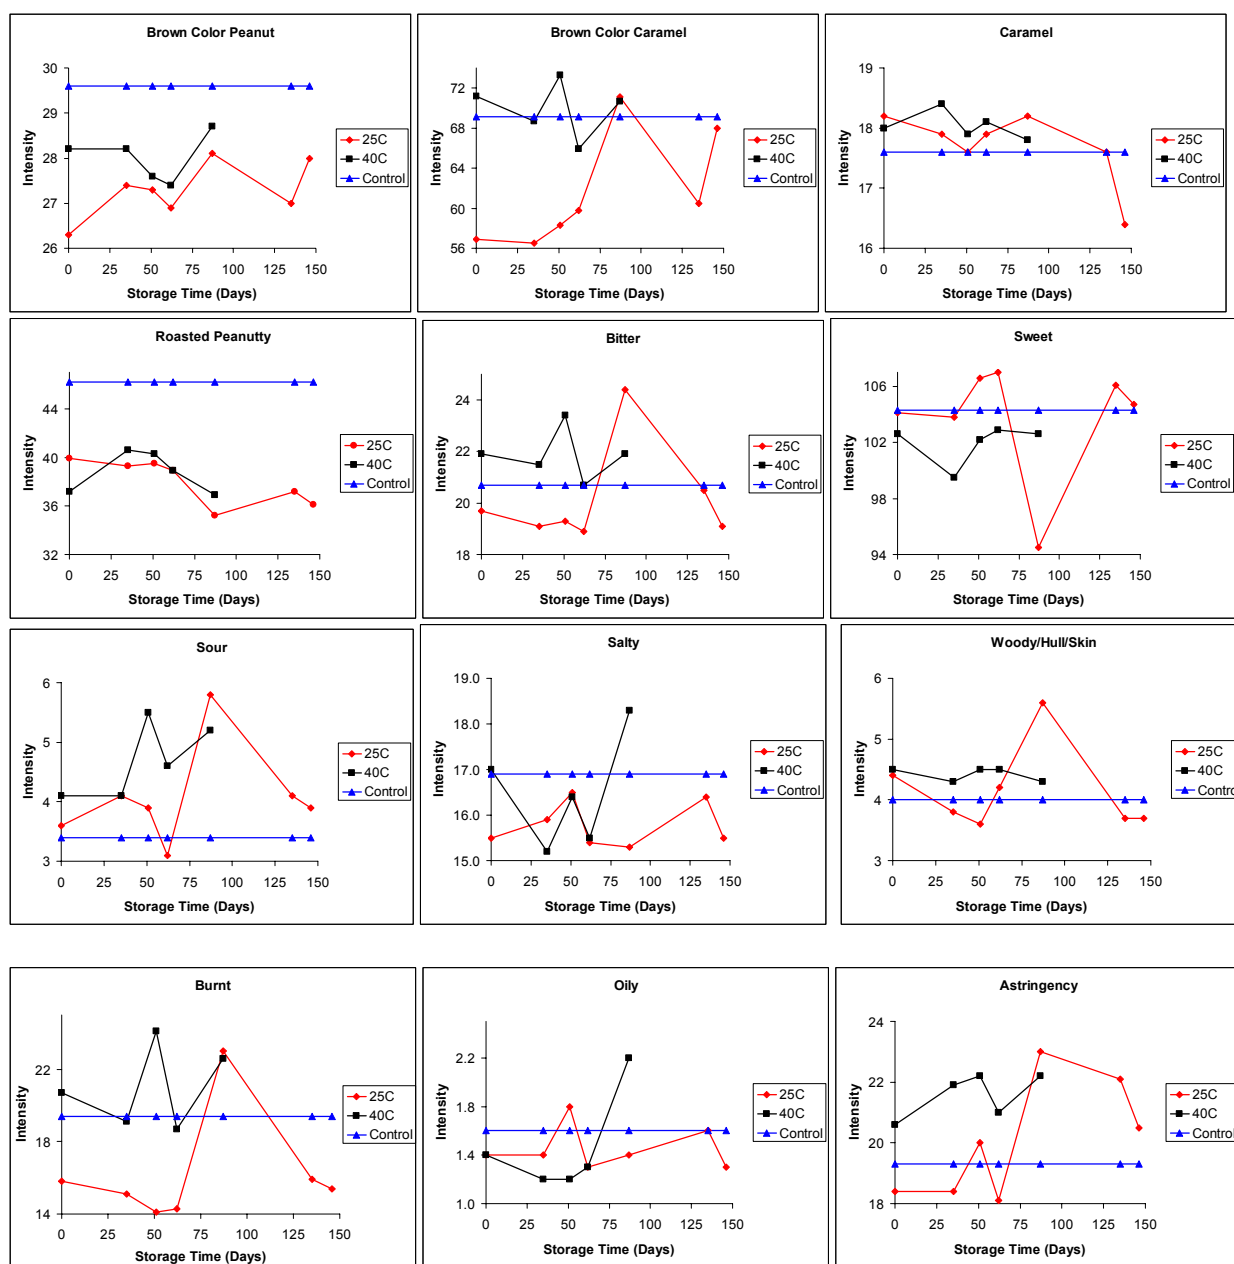 Brown Color Peanut
30
29
28
27
26
Intensity
0 25 50 75 100 125 150
Storage Time (Days)
25C
40C
Control
Brown Color Caramel
72
68
64
60
56
Intensity
0 25 50 75 100 125 150
Storage Time (Days)
25C
40C
Control
Caramel
19
18
17
16
Intensity
0 25 50 75 100 125 150
Storage Time (Days)
25C
40C
Control
Roasted Peanutty
44
40
36
32
Intensity
0 25 50 75 100 125 150
Storage Time (Days)
25C
40C
Control
Bitter
24
22
20
18
Intensity
0 25 50 75 100 125 150
Storage Time (Days)
25C
40C
Control
Sweet
106
102
98
94
Intensity
0 25 50 75 100 125 150
Storage Time (Days)
25C
40C
Control
Sour
6
5
4
3
Intensity
0 25 50 75 100 125 150
Storage Time (Days)
25C
40C
Control
Salty
19.0
18.0
17.0
16.0
15.0
Intensity
0 25 50 75 100 125 150
Storage Time (Days)
25C
40C
Control
Woody/Hull/Skin
6
5
4
3
Intensity
0 25 50 75 100 125 150
Storage Time (Days)
25C
40C
Control
Burnt
22
18
14
Intensity
0 25 50 75 100 125 150
Storage Time (Days)
25C
40C
Control
Oily
2.2
1.8
1.4
1.0
Intensity
0 25 50 75 100 125 150
Storage Time (Days)
25C
40C
Control
Astringency
24
22
20
18
Intensity
0 25 50 75 100 125 150
Storage Time (Days)
25C
40C
Control